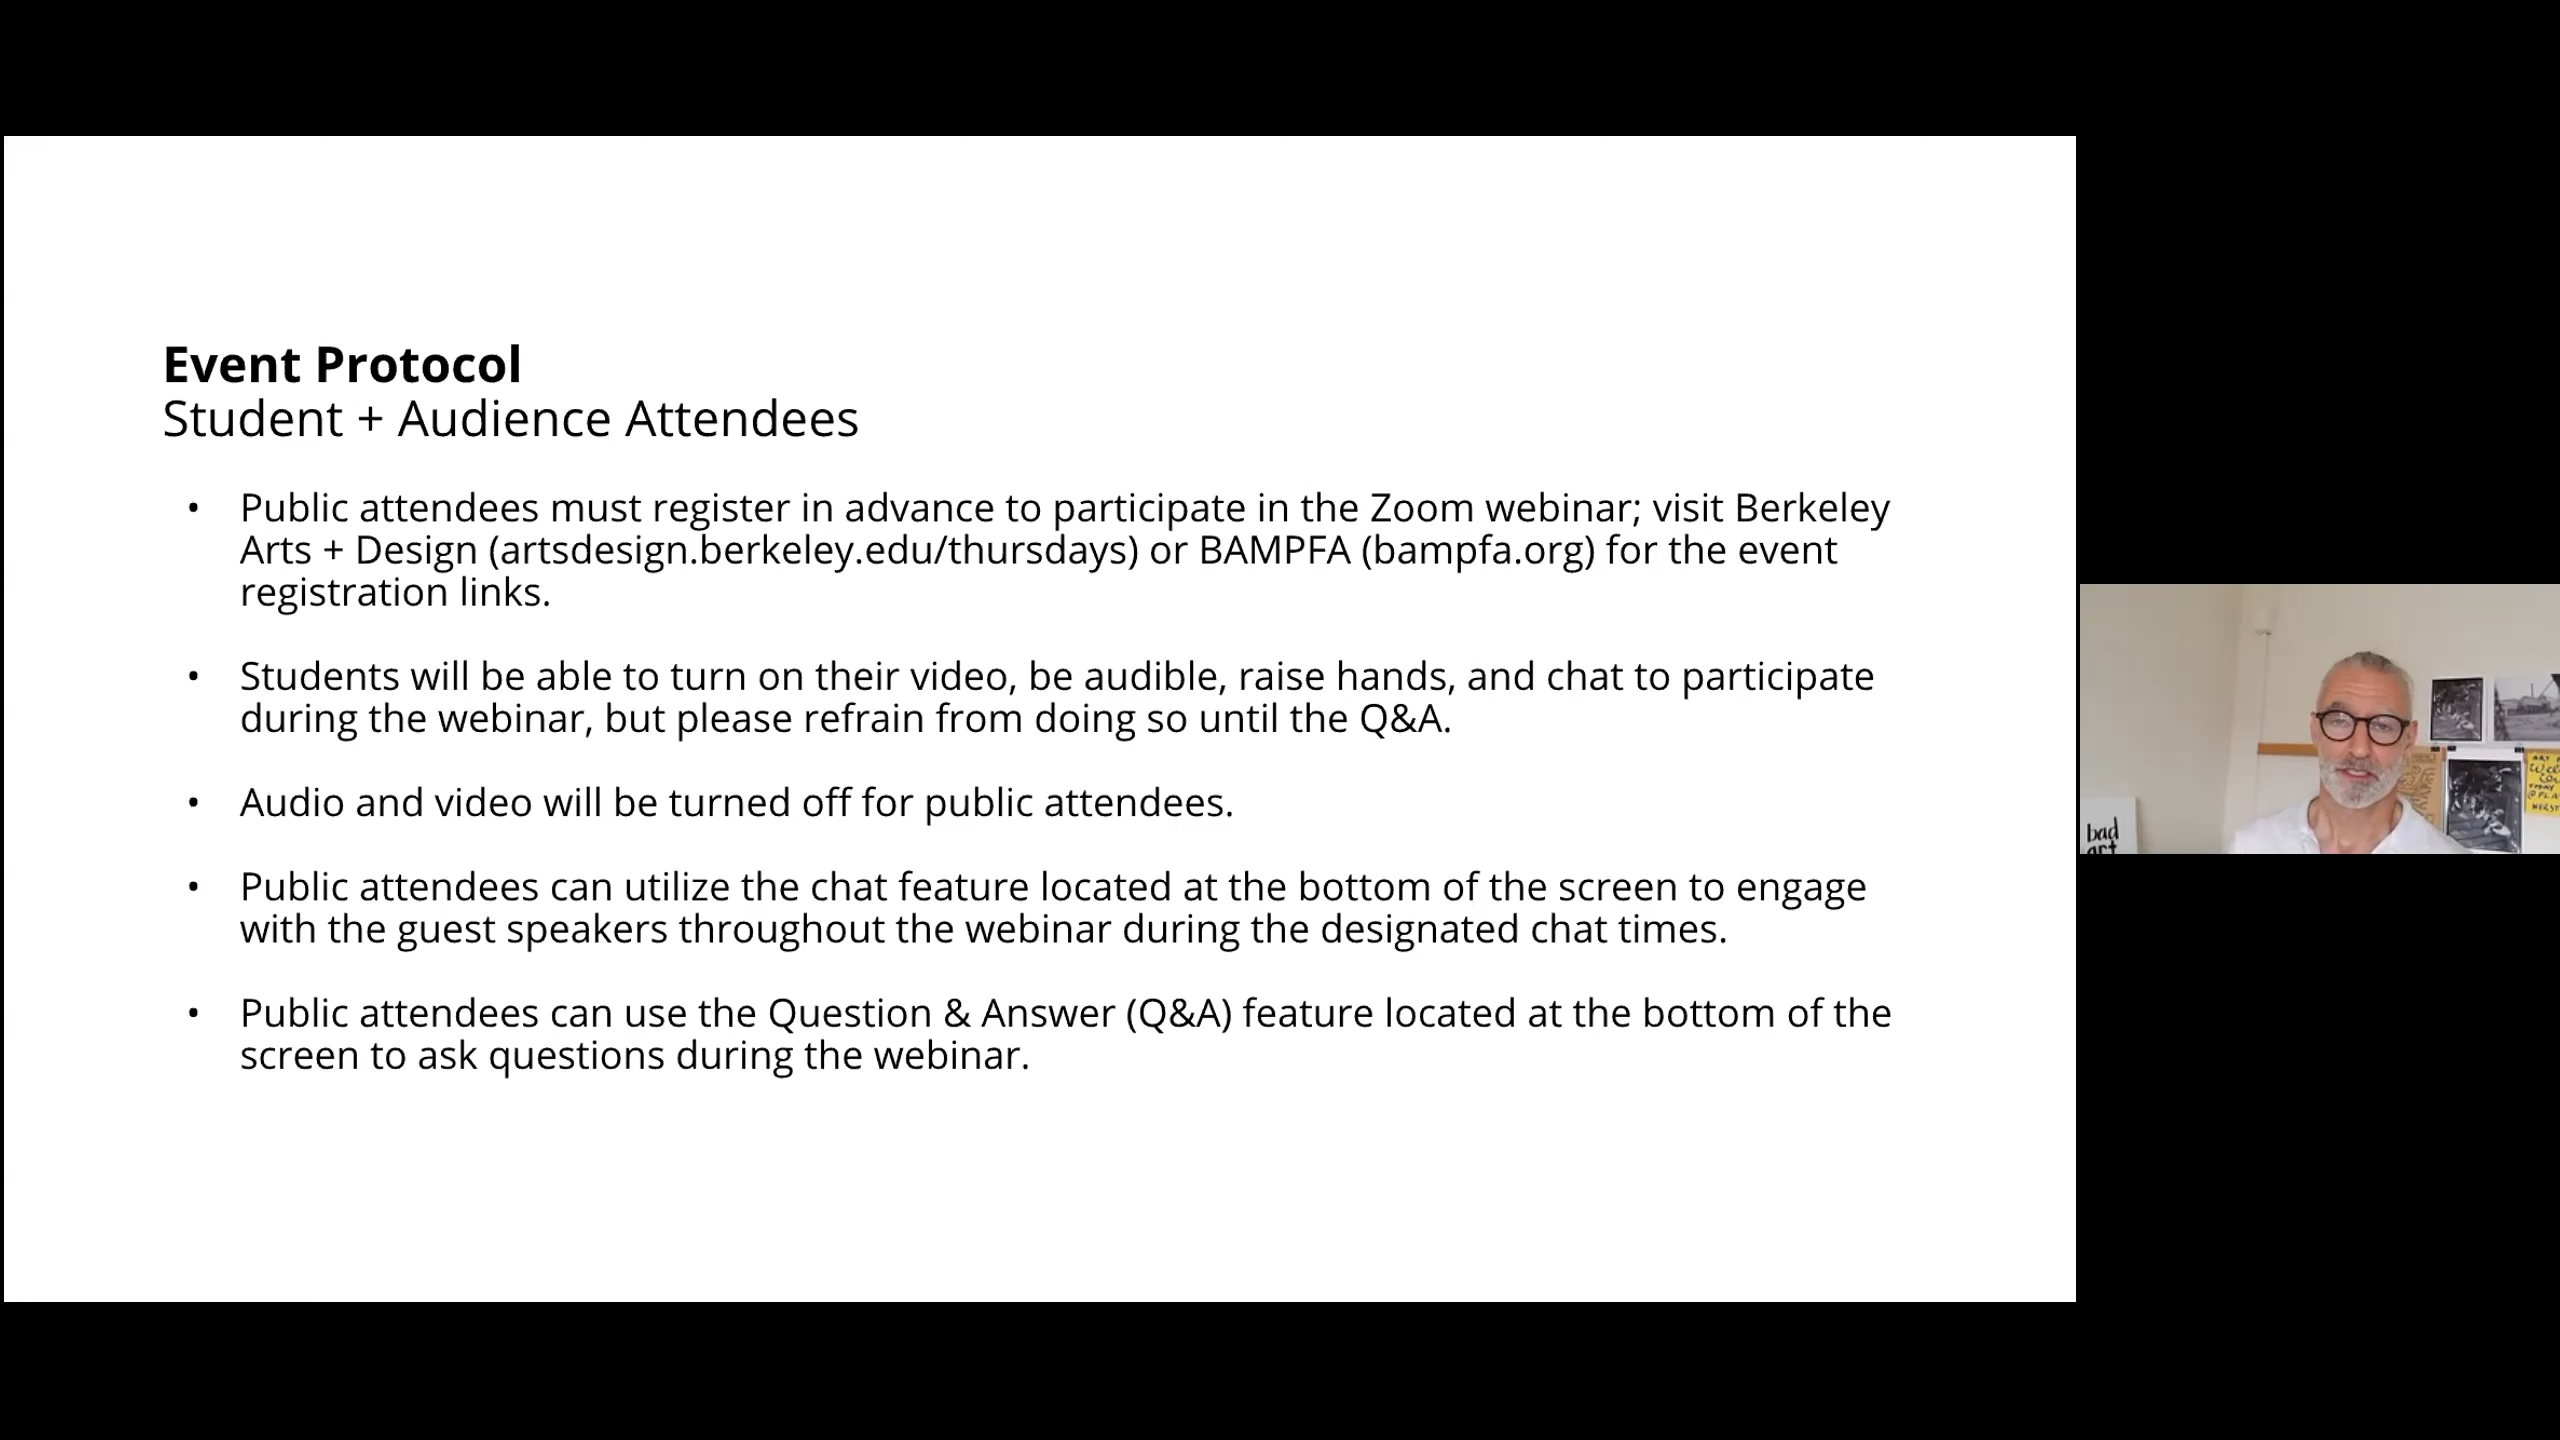 Event Protocol
Student + Audience Attendees
• Public attendees must register in advance to participate in the Zoom webinar; visit Berkeley
Arts + Design (artsdesign.berkeley.edu/thursdays) or BAMPFA (bampfa.org) for the event
registration links.
• Students will be able to turn on their video, be audible, raise hands, and chat to participate
during the webinar, but please refrain from doing so until the Q&A.
• Audio and video will be turned off for public attendees.
• Public attendees can utilize the chat feature located at the bottom of the screen to engage
with the guest speakers throughout the webinar during the designated chat times.
• Public attendees can use the Question & Answer (Q&A) feature located at the bottom of the
screen to ask questions during the webinar.
bad
art
ART